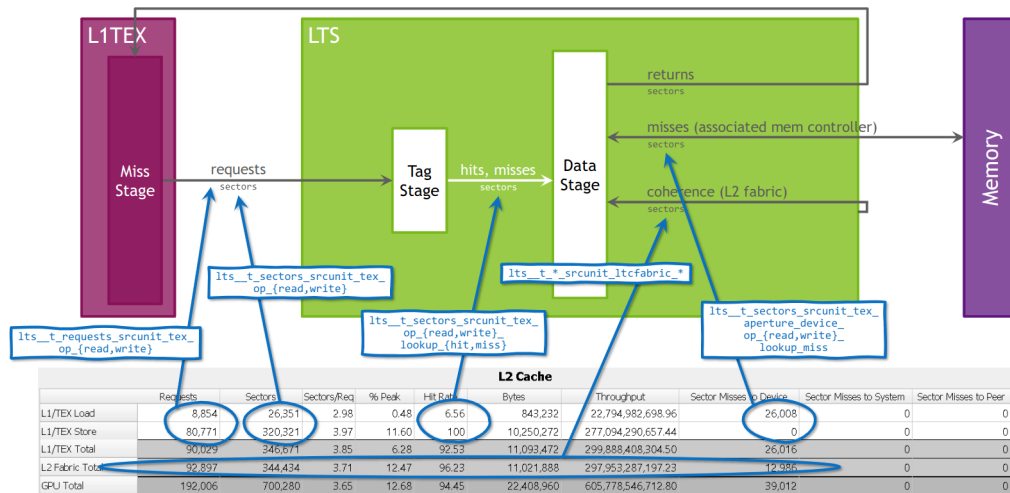 L1TEX
LTS
Memory
Miss
Stage
requests
sectors
Tag
Stage
hits, misses
sectors
Data
Stage
returns
sectors
misses (associated mem controller)
sectors
coherence (L2 fabric)
sectors
lts__t_sectors_srcunit_tex_
op_{read,write}
lts__t_*_srcunit_ltcfabric_*
lts__t_requests_srcunit_tex_
op_{read,write}
lts__t_sectors_srcunit_tex_
op_{read,write}_
lookup_{hit,miss}
lts__t_sectors_srcunit_tex_
aperture_device_
op_{read,write}_
lookup_miss
L2 Cache
Requests Sectors Sectors/Req % Peak Hit Rate Bytes Throughput Sector Misses to Device Sector Misses to System Sector Misses to Peer
L1/TEX Load 8,854 26,351 2.98 0.48 6.56 843,232 22,794,982,698.96 26,008 0 0
L1/TEX Store 80,771 320,321 3.97 11.60 100 10,250,272 277,094,290,657.44 0 0 0
L1/TEX Total 90,029 346,671 3.85 6.28 92.53 11,093,472 299,888,408,304.50 26,016 0 0
L2 Fabric Total 92,897 344,434 3.71 12.47 96.23 11,021,888 297,953,287,197.23 12,986 0 0
GPU Total 192,006 700,280 3.65 12.68 94.45 22,408,960 605,778,546,712.80 39,012 0 0